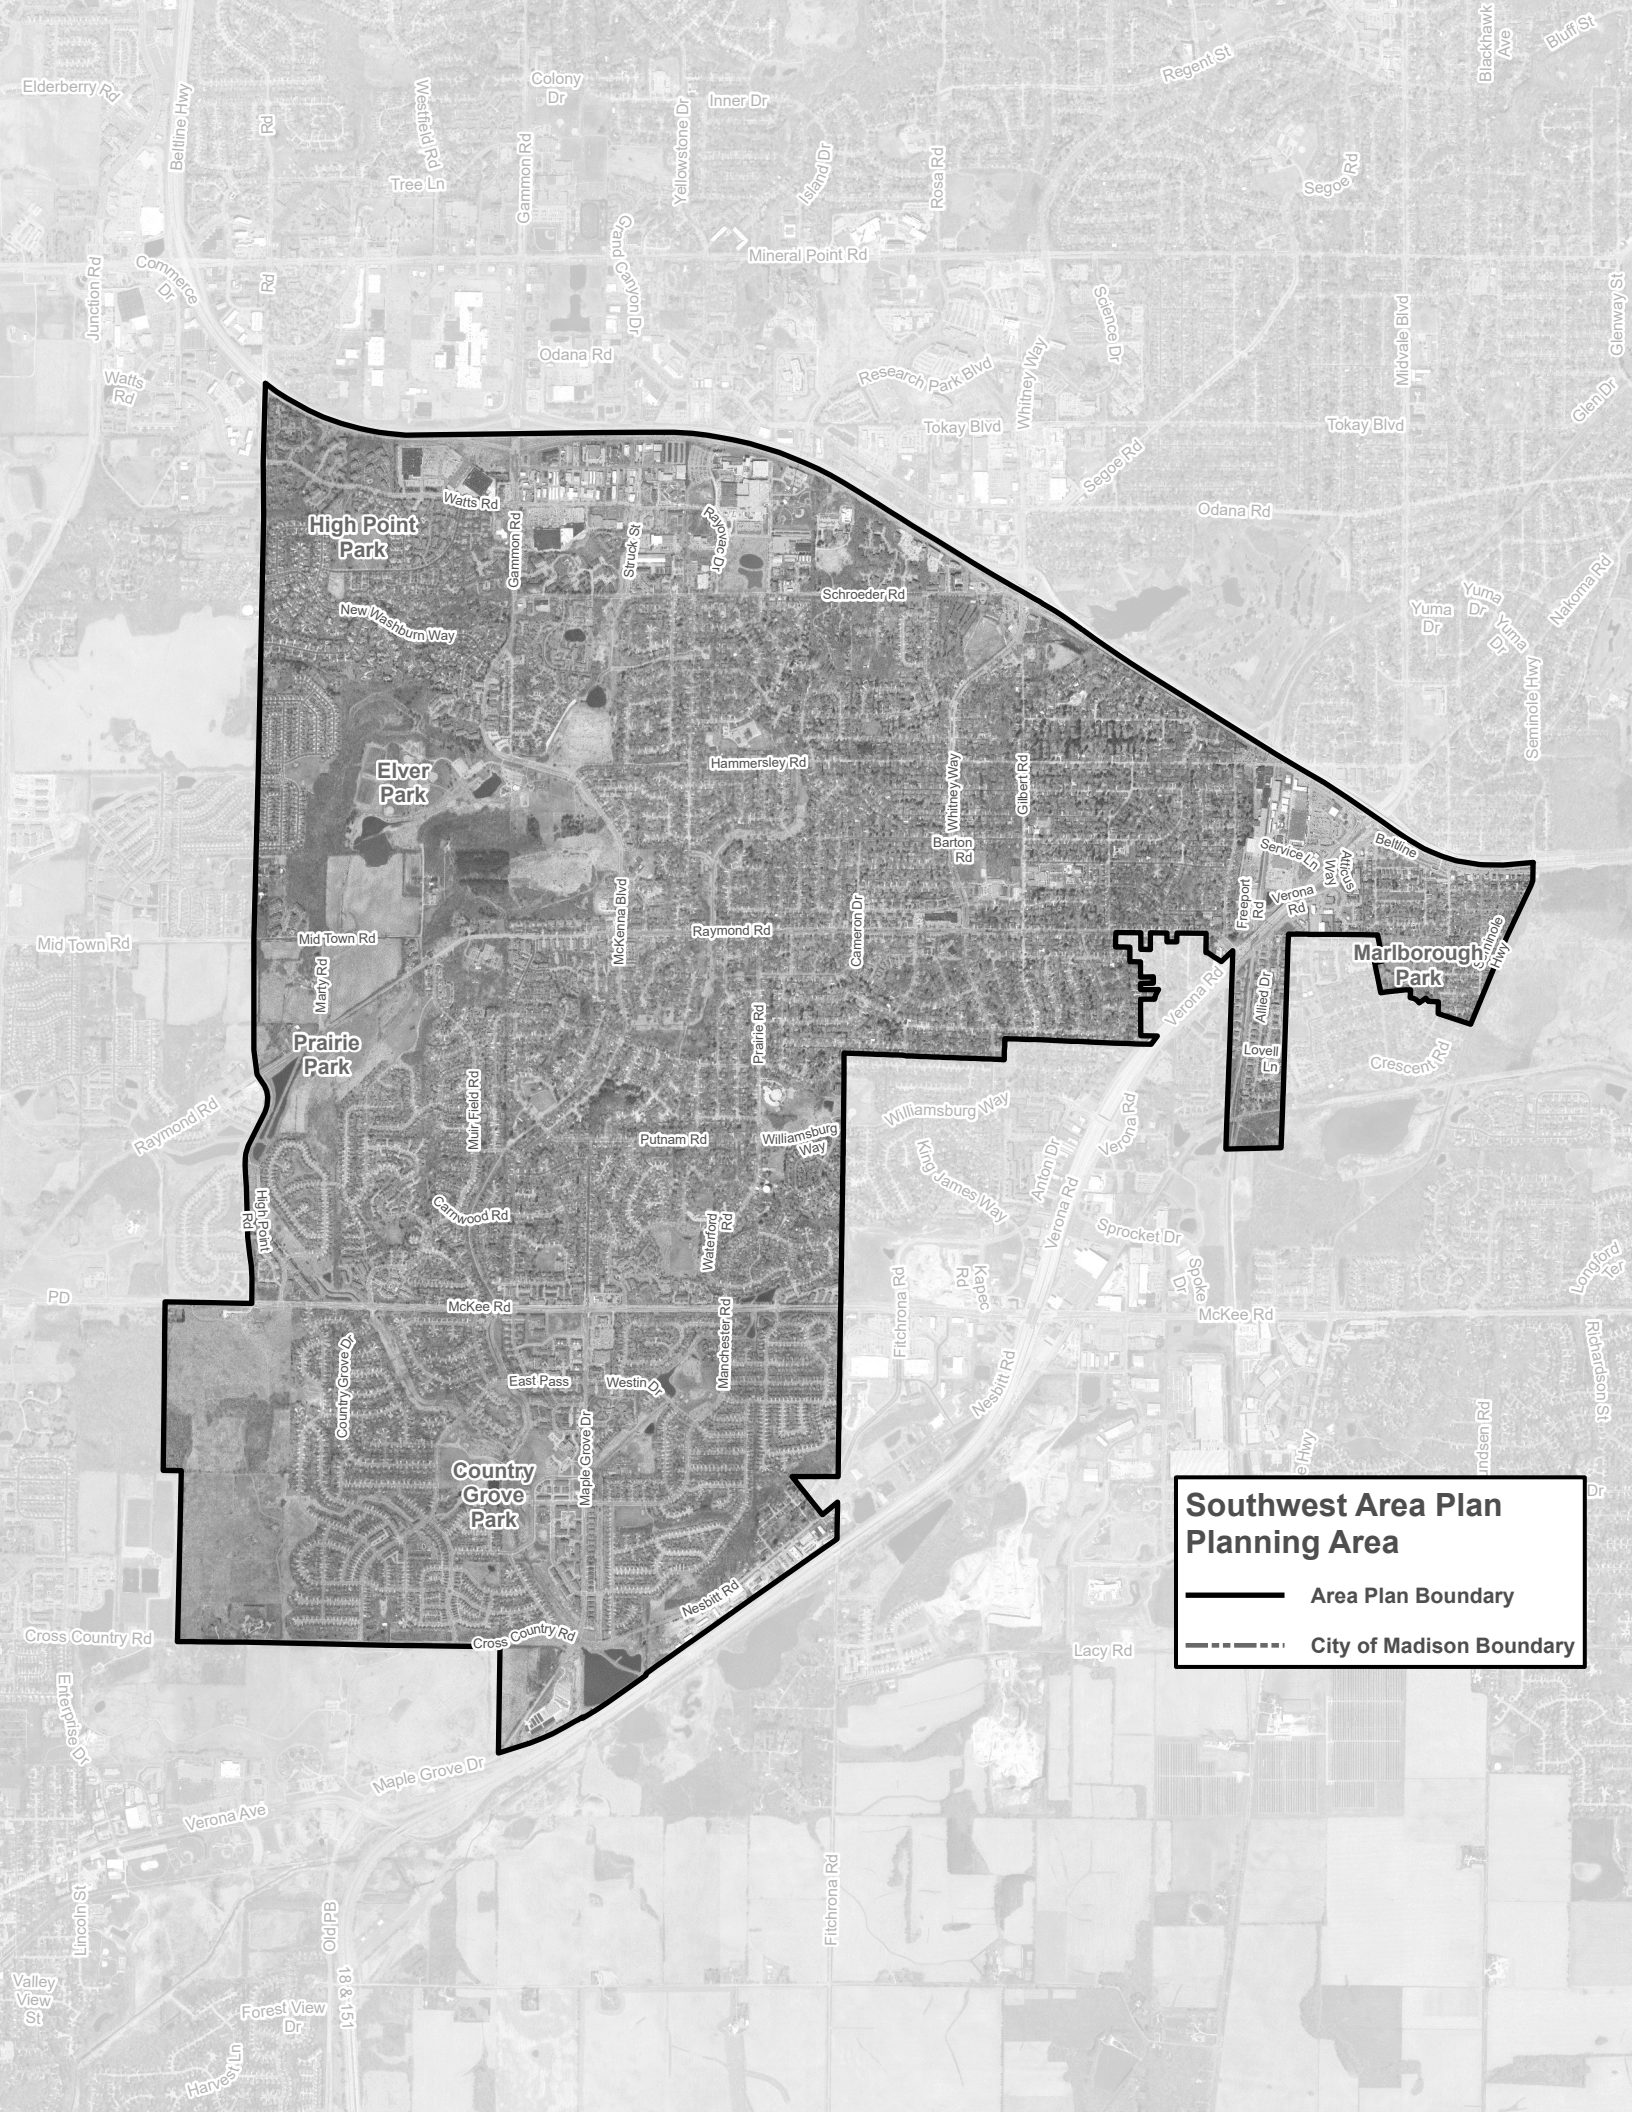 Blackhawk
Ave
Bluff St
Regent St
Elderberry Rd
Beltline Hwy
Rd
Westfield Rd
Colony
Dr
Inner Dr
Yellowstone Dr
Gammon Rd
Tree Ln
Island Dr
Rosa Rd
Segoe Rd
Grand Canyon Dr
Mineral Point Rd
Junction Rd
Commerce
Dr
Rd
Science Dr
Midvale Blvd
Glenway St
Odana Rd
Research Park Blvd
Whitney Way
Watts
Rd
Glen Dr
Tokay Blvd
Tokay Blvd
Segoe Rd
Odana Rd
Watts Rd
High Point
Park
Gammon Rd
Struck St
Rayovac Dr
Schroeder Rd
New Washburn Way
Yuma
Dr
Yuma
Dr
Yuma
Dr
Nakoma Rd
Seminole Hwy
Elver
Park
Hammersley Rd
Whitney Way
Gilbert Rd
Barton
Rd
Service Ln
Atticus
Way
Beltline
Verona
Rd
Freeport
Rd
McKenna Blvd
Cameron Dr
Raymond Rd
Mid Town Rd
Mid Town Rd
Marty Rd
Marlborough
Park
Seminole
Hwy
Verona Rd
Allied Dr
Lovell
Ln
Crescent Rd
Prairie
Park
Prairie Rd
Raymond Rd
Muir Field Rd
Putnam Rd
Williamsburg
Way
Williamsburg Way
Verona Rd
Anton Dr
King James Way
High Point
Rd
Carnwood Rd
Waterford
Rd
Verona Rd
Sprocket Dr
Spoke
Dr
Kapec
Rd
Fitchrona Rd
Longford
Ter
PD
McKee Rd
McKee Rd
Manchester Rd
Country Grove Dr
East Pass
Westin Dr
Nesbitt Rd
Richardson St
Maple Grove Dr
Country
Grove
Park
e Hwy
undsen Rd
Dr
Southwest Area Plan
Planning Area
Area Plan Boundary
City of Madison Boundary
Nesbitt Rd
Cross Country Rd
Cross Country Rd
Lacy Rd
Enterprise Dr
Maple Grove Dr
Verona Ave
Fitchrona Rd
Lincoln St
Old PB
18 & 151
Valley
View
St
Forest View
Dr
Harvest Ln